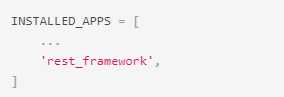 INSTALLED_APPS = [
    ...
    'rest_framework',
]